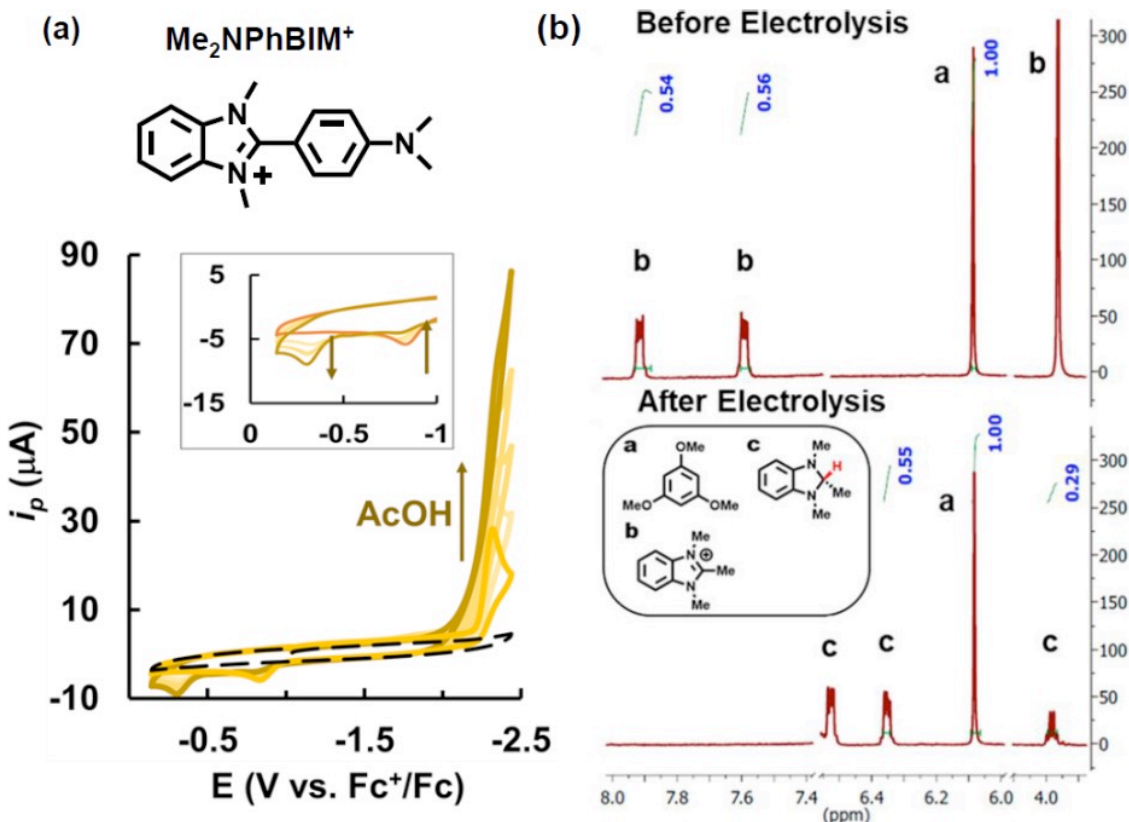 (a)
Me₂NPhBIM⁺
N
N
+
N
90
70
50
30
10
-10
iₚ (μA)
5
-5
-15
0
-0.5
-1
AcOH
-0.5
-1.5
-2.5
E (V vs. Fc⁺/Fc)
(b)
Before Electrolysis
0.54
0.56
a
1.00
b
b
b
300
250
200
150
100
50
0
After Electrolysis
a
OMe
MeO
OMe
c
Me
N
H
Me
N
Me
b
Me
N
⊕
Me
N
Me
0.55
1.00
0.29
a
c
c
c
300
250
200
150
100
50
0
8.0
7.8
7.6
7.4
6.4
6.2
6.0
4.0
(ppm)